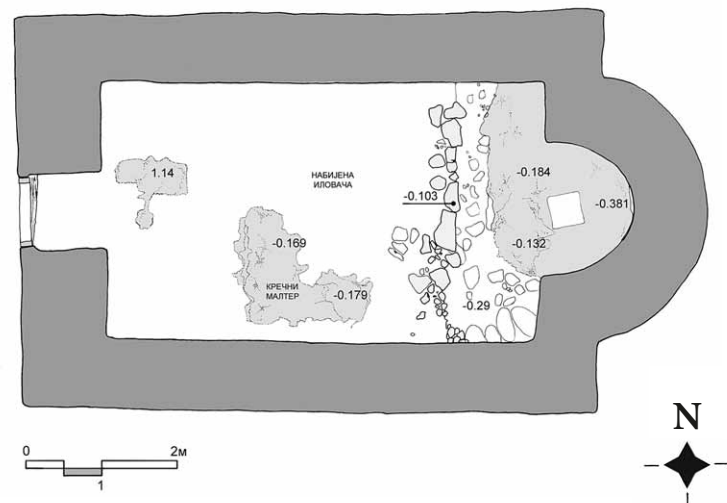 1.14
НАБИЈЕНА
ИЛОВАЧА
-0.103
-0.184
-0.381
-0.169
-0.132
КРЕЧНИ
МАЛТЕР
-0.179
-0.29
N
0
2м
1